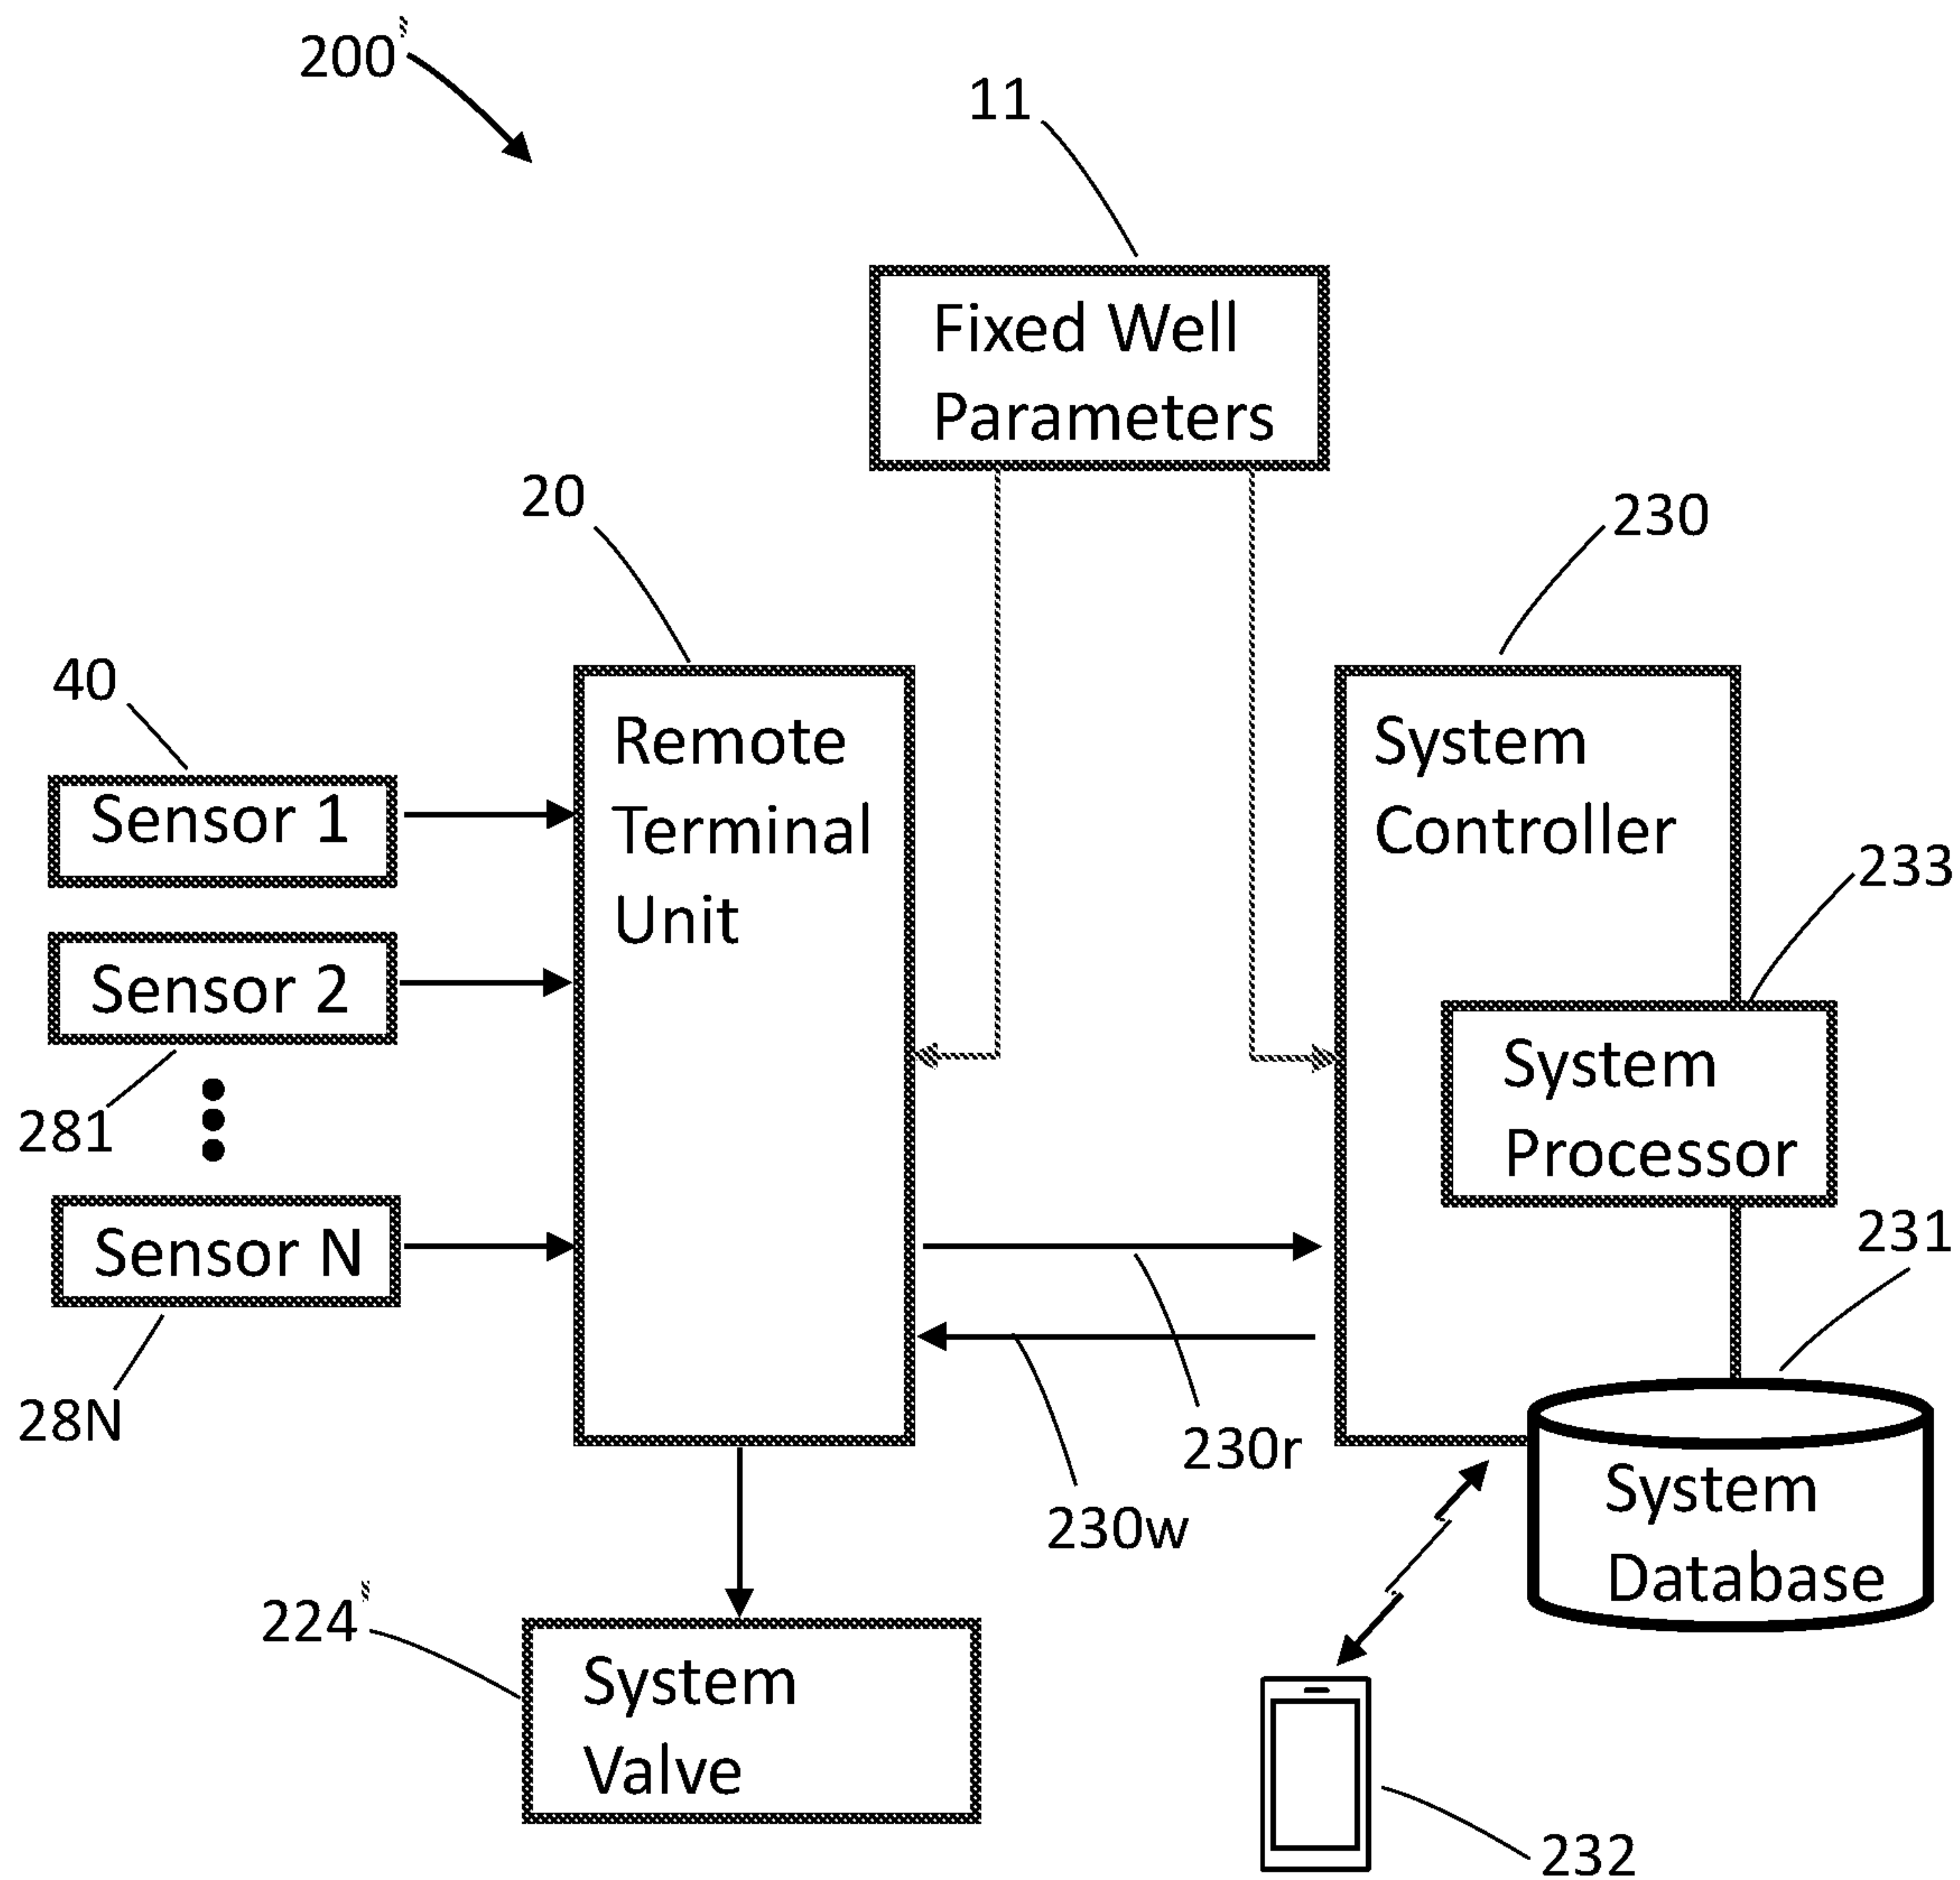 200"
11
Fixed Well
Parameters
20
230
40
Remote
Terminal
Unit
System
Controller
Sensor 1
233
Sensor 2
281
System
Processor
Sensor N
231
28N
230r
230w
System
Database
224"
System
Valve
232